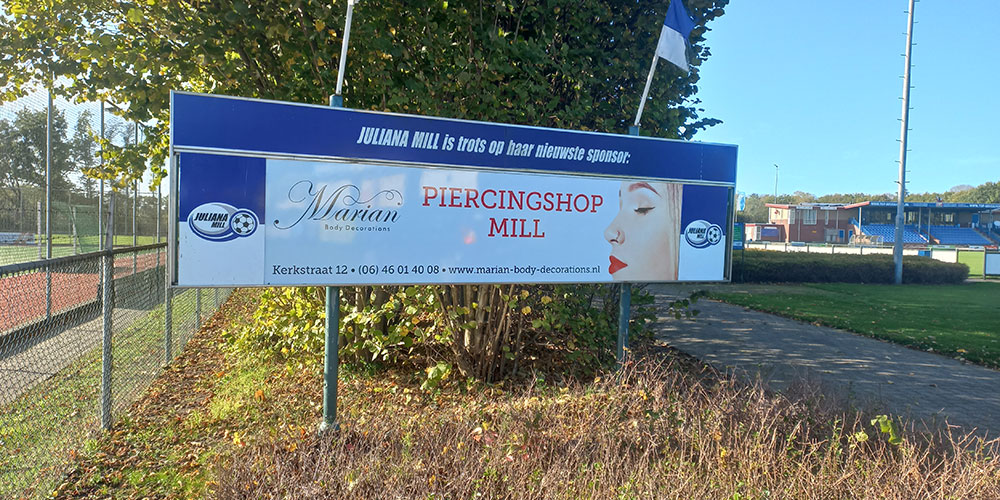 JULIANA MILL is trots op haar nieuwste sponsor:
JULIANA
MILL
Marian
Body Decorations
PIERCINGSHOP
MILL
Kerkstraat 12 • (06) 46 01 40 08 • www.marian-body-decorations.nl
JULIANA
MILL